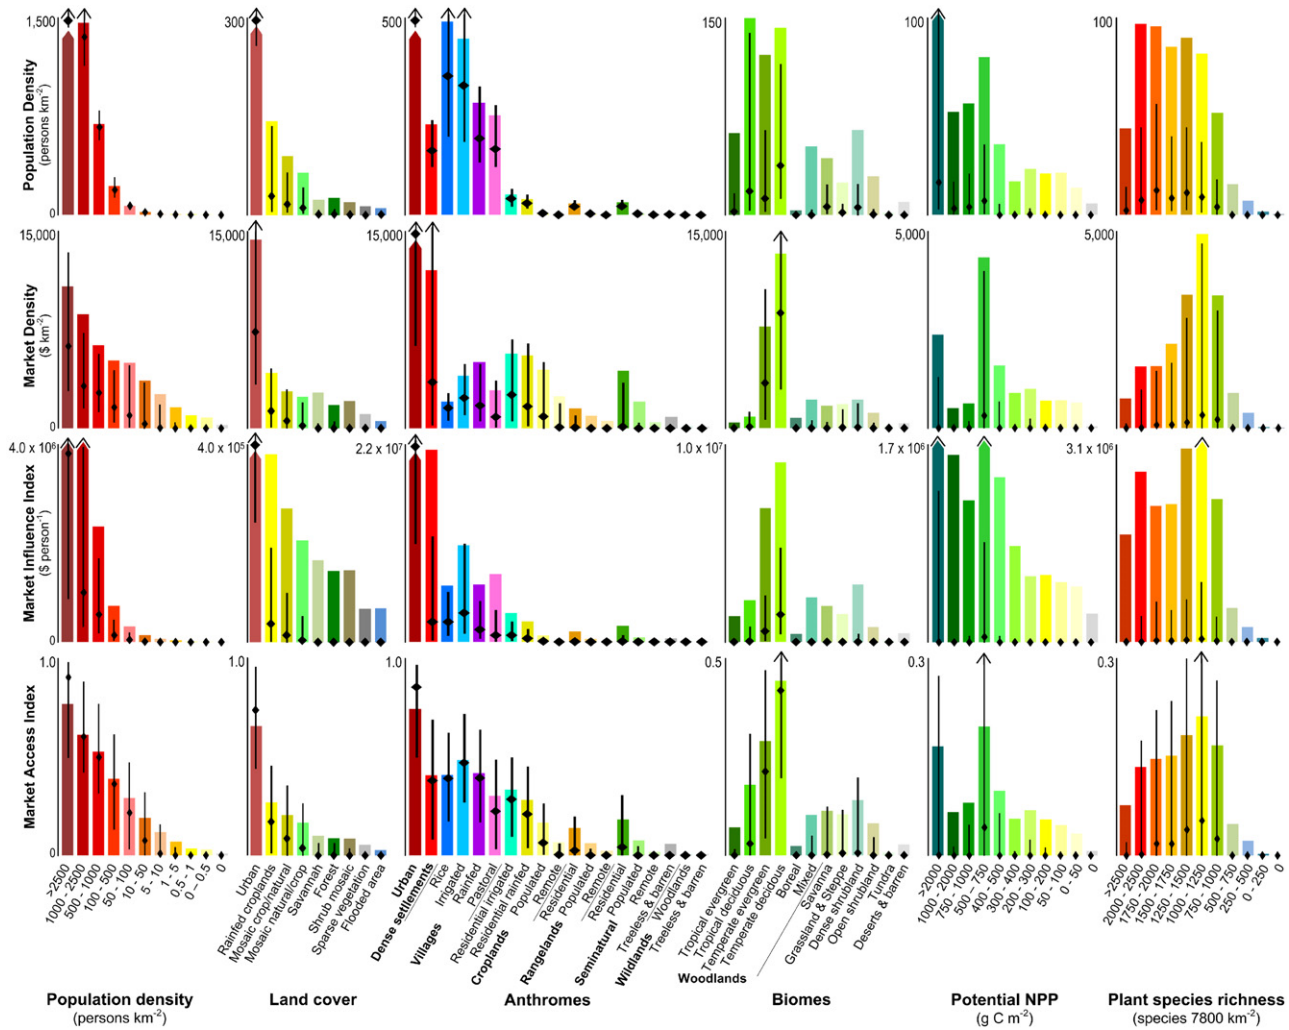 1,500
300
500
150
100
100
Population Density
(persons km-2)
0
15,000
15,000
15,000
15,000
5,000
5,000
Market Density
($ km-2)
0
4.0 x 10⁶
4.0 x 10⁵
2.2 x 10⁷
1.0 x 10⁷
1.7 x 10⁶
3.1 x 10⁶
Market Influence Index
($ person-1)
0
1.0
1.0
1.0
0.5
0.3
0.3
Market Access Index
0
0
0
0
0
0
>2500
1000 - 2500
500 - 1000
100 - 500
50 - 100
10 - 50
5 - 10
1 - 5
0.5 - 1
0 - 0.5
0
Urban
Rainfed croplands
Mosaic crop/natural
Mosaic natural/crop
Savannah
Forest
Shrub mosaic
Sparse vegetation
Flooded area
Urban
Dense settlements
Rice
Irrigated
Rainfed
Pastoral
Villages
Residential irrigated
Residential rainfed
Populated
Remote
Croplands
Residential
Populated
Remote
Rangelands
Residential
Populated
Remote
Seminatural
Treeless & barren
Woodlands
Treeless & barren
Wildlands
Tropical evergreen
Tropical deciduous
Temperate evergreen
Temperate decidous
Boreal
Mixed
Woodlands
Savanna
Grassland & Steppe
Dense shrubland
Open shrubland
Tundra
Deserts & barren
>2000
1000 - 2000
750 - 1000
500 - 750
400 - 500
300 - 400
200 - 300
100 - 200
50 - 100
0 - 50
0
>2500
2000 - 2500
1750 - 2000
1500 - 1750
1250 - 1500
1000 - 1250
750 - 1000
500 - 750
250 - 500
0 - 250
0
Population density
(persons km-2)
Land cover
Anthromes
Biomes
Potential NPP
(g C m-2)
Plant species richness
(species 7800 km-2)